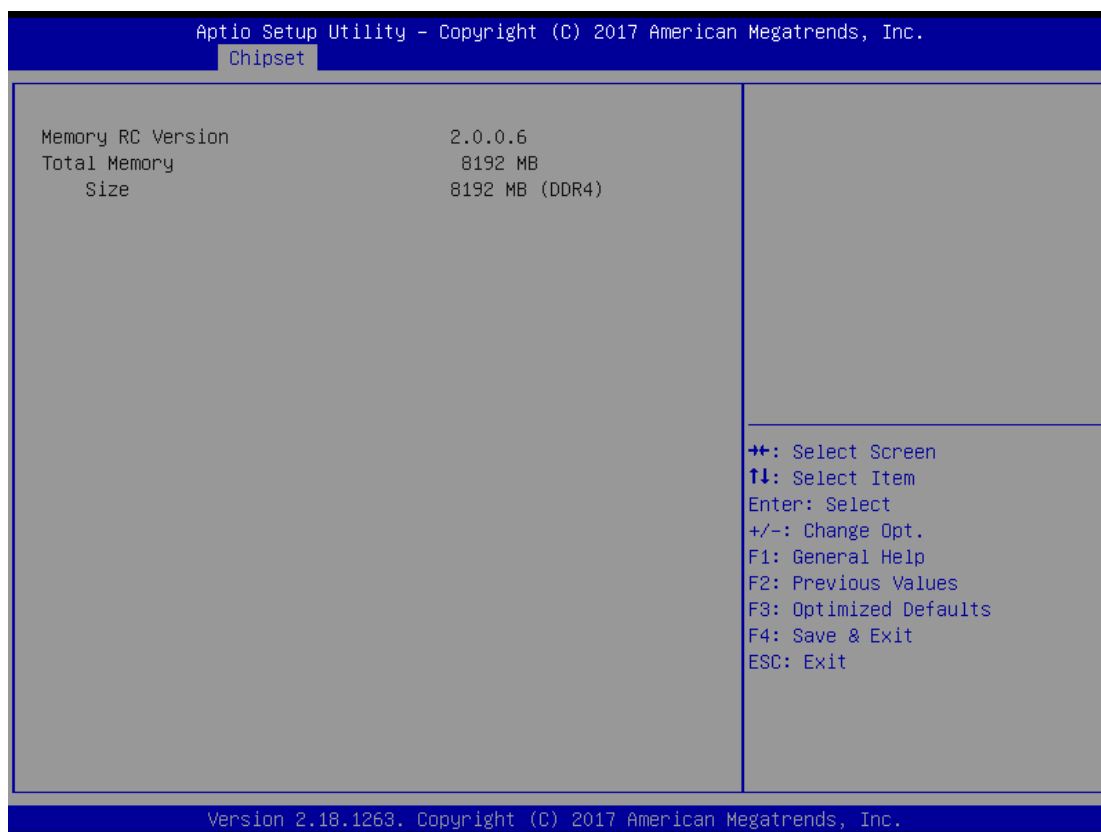 Aptio Setup Utility – Copyright (C) 2017 American Megatrends, Inc.
Chipset
Memory RC Version 2.0.0.6
Total Memory 8192 MB
Size 8192 MB (DDR4)
→←: Select Screen
↑↓: Select Item
Enter: Select
+/-: Change Opt.
F1: General Help
F2: Previous Values
F3: Optimized Defaults
F4: Save & Exit
ESC: Exit
Version 2.18.1263. Copyright (C) 2017 American Megatrends, Inc.